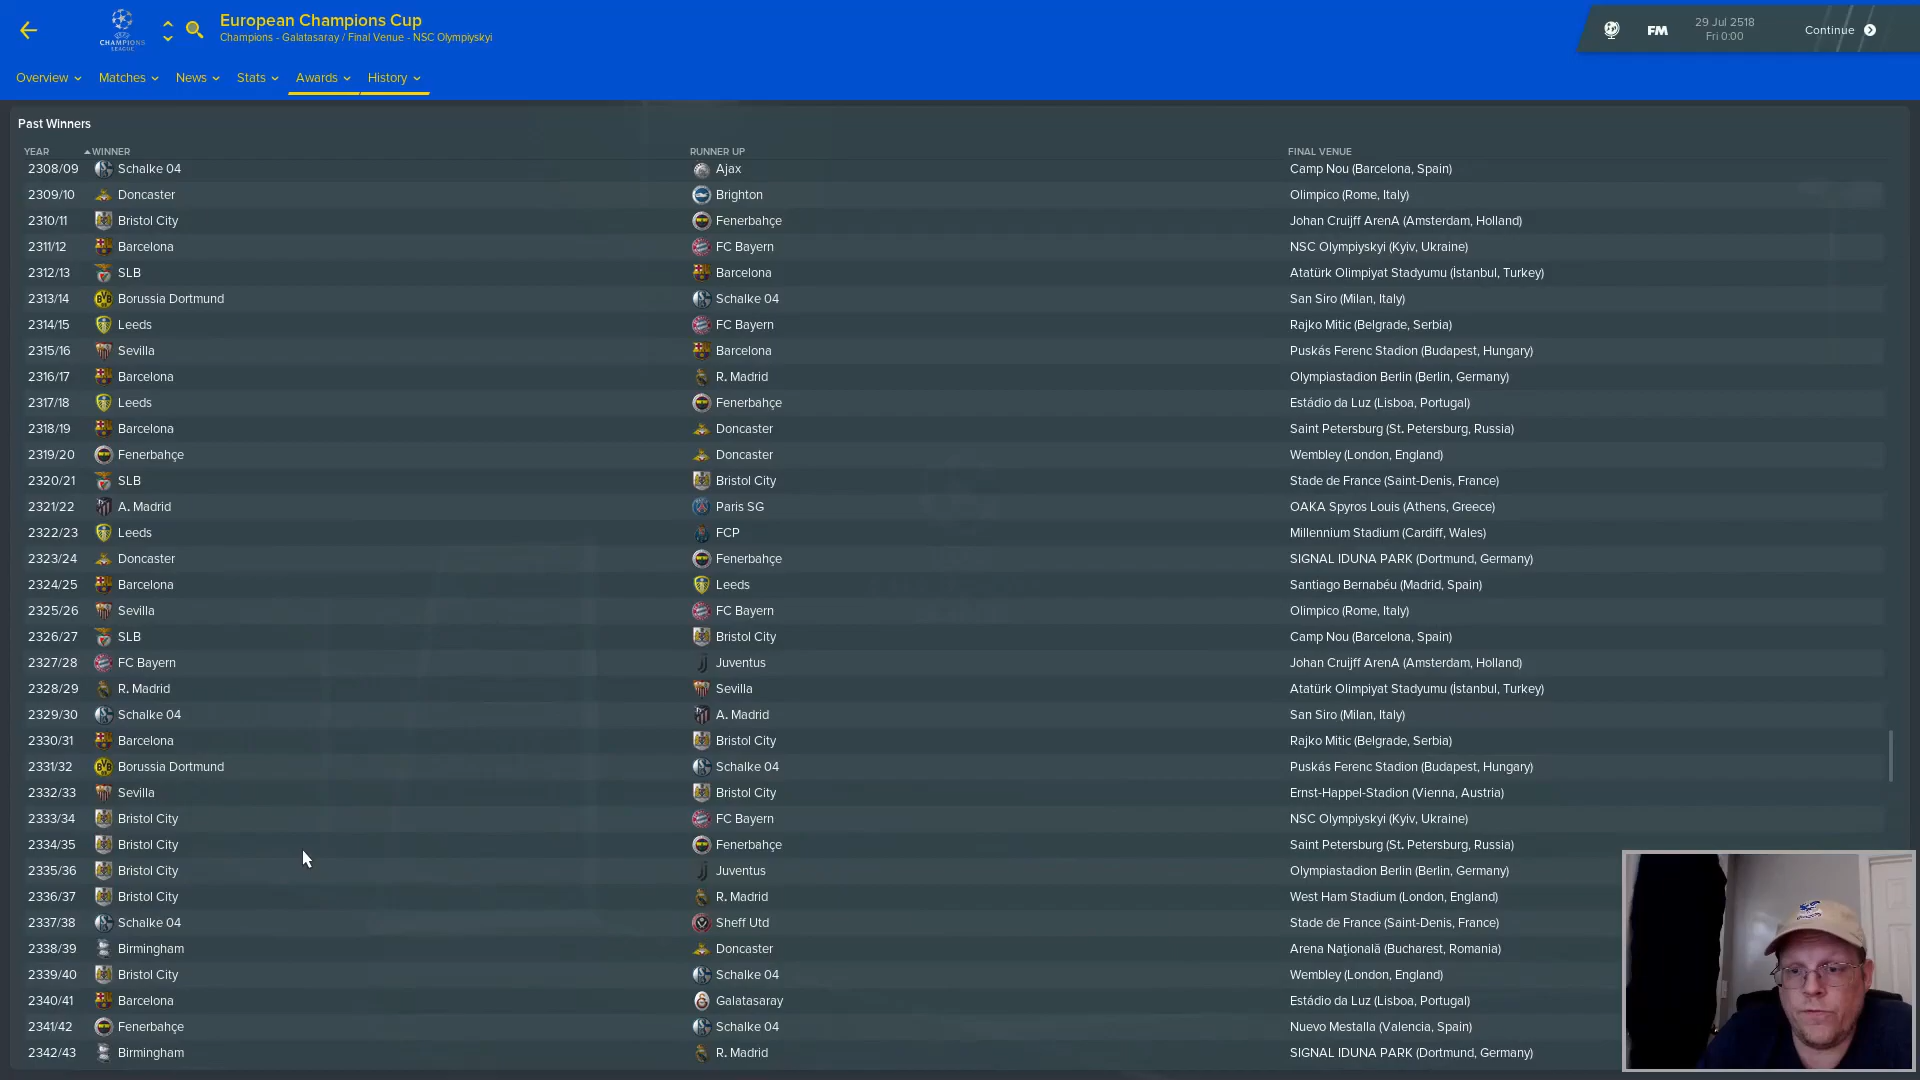 European Champions Cup
Champions - Galatasaray / Final Venue - NSC Olympiyskyi
CHAMPIONS LEAGUE
FM
29 Jul 2518
Fri 0:00
Continue
Overview Matches News Stats Awards History
Past Winners
YEAR WINNER RUNNER UP FINAL VENUE
2308/09 Schalke 04 Ajax Camp Nou (Barcelona, Spain)
2309/10 Doncaster Brighton Olimpico (Rome, Italy)
2310/11 Bristol City Fenerbahçe Johan Cruijff ArenA (Amsterdam, Holland)
2311/12 Barcelona FC Bayern NSC Olympiyskyi (Kyiv, Ukraine)
2312/13 SLB Barcelona Atatürk Olimpiyat Stadyumu (İstanbul, Turkey)
2313/14 Borussia Dortmund Schalke 04 San Siro (Milan, Italy)
2314/15 Leeds FC Bayern Rajko Mitic (Belgrade, Serbia)
2315/16 Sevilla Barcelona Puskás Ferenc Stadion (Budapest, Hungary)
2316/17 Barcelona R. Madrid Olympiastadion Berlin (Berlin, Germany)
2317/18 Leeds Fenerbahçe Estádio da Luz (Lisboa, Portugal)
2318/19 Barcelona Doncaster Saint Petersburg (St. Petersburg, Russia)
2319/20 Fenerbahçe Doncaster Wembley (London, England)
2320/21 SLB Bristol City Stade de France (Saint-Denis, France)
2321/22 A. Madrid Paris SG OAKA Spyros Louis (Athens, Greece)
2322/23 Leeds FCP Millennium Stadium (Cardiff, Wales)
2323/24 Doncaster Fenerbahçe SIGNAL IDUNA PARK (Dortmund, Germany)
2324/25 Barcelona Leeds Santiago Bernabéu (Madrid, Spain)
2325/26 Sevilla FC Bayern Olimpico (Rome, Italy)
2326/27 SLB Bristol City Camp Nou (Barcelona, Spain)
2327/28 FC Bayern Juventus Johan Cruijff ArenA (Amsterdam, Holland)
2328/29 R. Madrid Sevilla Atatürk Olimpiyat Stadyumu (İstanbul, Turkey)
2329/30 Schalke 04 A. Madrid San Siro (Milan, Italy)
2330/31 Barcelona Bristol City Rajko Mitic (Belgrade, Serbia)
2331/32 Borussia Dortmund Schalke 04 Puskás Ferenc Stadion (Budapest, Hungary)
2332/33 Sevilla Bristol City Ernst-Happel-Stadion (Vienna, Austria)
2333/34 Bristol City FC Bayern NSC Olympiyskyi (Kyiv, Ukraine)
2334/35 Bristol City Fenerbahçe Saint Petersburg (St. Petersburg, Russia)
2335/36 Bristol City Juventus Olympiastadion Berlin (Berlin, Germany)
2336/37 Bristol City R. Madrid West Ham Stadium (London, England)
2337/38 Schalke 04 Sheff Utd Stade de France (Saint-Denis, France)
2338/39 Birmingham Doncaster Arena Naţională (Bucharest, Romania)
2339/40 Bristol City Schalke 04 Wembley (London, England)
2340/41 Barcelona Galatasaray Estádio da Luz (Lisboa, Portugal)
2341/42 Fenerbahçe Schalke 04 Nuevo Mestalla (Valencia, Spain)
2342/43 Birmingham R. Madrid SIGNAL IDUNA PARK (Dortmund, Germany)